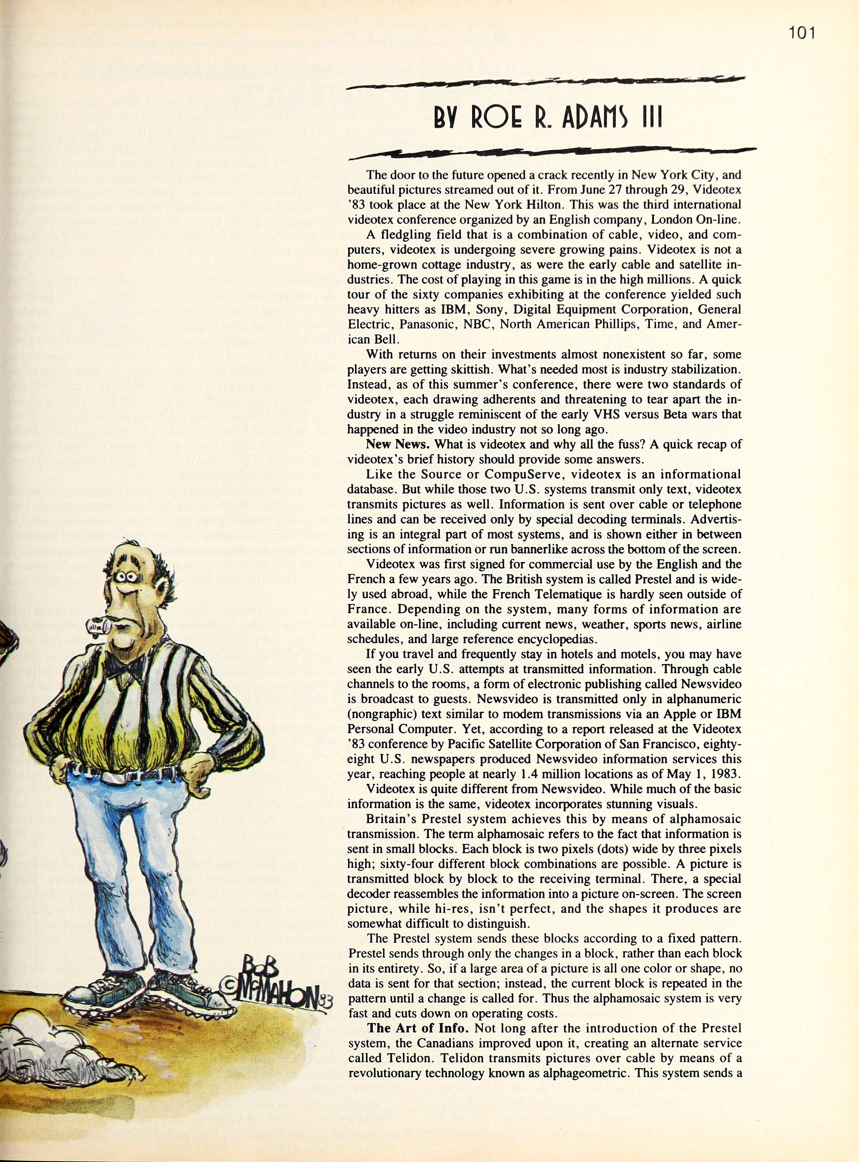 101
BY ROE R. ADAMS III
The door to the future opened a crack recently in New York City, and
beautiful pictures streamed out of it. From June 27 through 29, Videotex
'83 took place at the New York Hilton. This was the third international
videotex conference organized by an English company, London On-line.
A fledgling field that is a combination of cable, video, and com-
puters, videotex is undergoing severe growing pains. Videotex is not a
home-grown cottage industry, as were the early cable and satellite in-
dustries. The cost of playing in this game is in the high millions. A quick
tour of the sixty companies exhibiting at the conference yielded such
heavy hitters as IBM, Sony, Digital Equipment Corporation, General
Electric, Panasonic, NBC, North American Phillips, Time, and Amer-
ican Bell.
With returns on their investments almost nonexistent so far, some
players are getting skittish. What's needed most is industry stabilization.
Instead, as of this summer's conference, there were two standards of
videotex, each drawing adherents and threatening to tear apart the in-
dustry in a struggle reminiscent of the early VHS versus Beta wars that
happened in the video industry not so long ago.
New News. What is videotex and why all the fuss? A quick recap of
videotex's brief history should provide some answers.
Like the Source or CompuServe, videotex is an informational
database. But while those two U.S. systems transmit only text, videotex
transmits pictures as well. Information is sent over cable or telephone
lines and can be received only by special decoding terminals. Advertis-
ing is an integral part of most systems, and is shown either in between
sections of information or run bannerlike across the bottom of the screen.
Videotex was first signed for commercial use by the English and the
French a few years ago. The British system is called Prestel and is wide-
ly used abroad, while the French Telematique is hardly seen outside of
France. Depending on the system, many forms of information are
available on-line, including current news, weather, sports news, airline
schedules, and large reference encyclopedias.
If you travel and frequently stay in hotels and motels, you may have
seen the early U.S. attempts at transmitted information. Through cable
channels to the rooms, a form of electronic publishing called Newsvideo
is broadcast to guests. Newsvideo is transmitted only in alphanumeric
(nongraphic) text similar to modem transmissions via an Apple or IBM
Personal Computer. Yet, according to a report released at the Videotex
'83 conference by Pacific Satellite Corporation of San Francisco, eighty-
eight U.S. newspapers produced Newsvideo information services this
year, reaching people at nearly 1.4 million locations as of May 1, 1983.
Videotex is quite different from Newsvideo. While much of the basic
information is the same, videotex incorporates stunning visuals.
Britain's Prestel system achieves this by means of alphamosaic
transmission. The term alphamosaic refers to the fact that information is
sent in small blocks. Each block is two pixels (dots) wide by three pixels
high; sixty-four different block combinations are possible. A picture is
transmitted block by block to the receiving terminal. There, a special
decoder reassembles the information into a picture on-screen. The screen
picture, while hi-res, isn't perfect, and the shapes it produces are
somewhat difficult to distinguish.
The Prestel system sends these blocks according to a fixed pattern.
Prestel sends through only the changes in a block, rather than each block
in its entirety. So, if a large area of a picture is all one color or shape, no
data is sent for that section; instead, the current block is repeated in the
pattern until a change is called for. Thus the alphamosaic system is very
fast and cuts down on operating costs.
The Art of Info. Not long after the introduction of the Prestel
system, the Canadians improved upon it, creating an alternate service
called Telidon. Telidon transmits pictures over cable by means of a
revolutionary technology known as alphageometric. This system sends a
BOB
©McMAHON 83